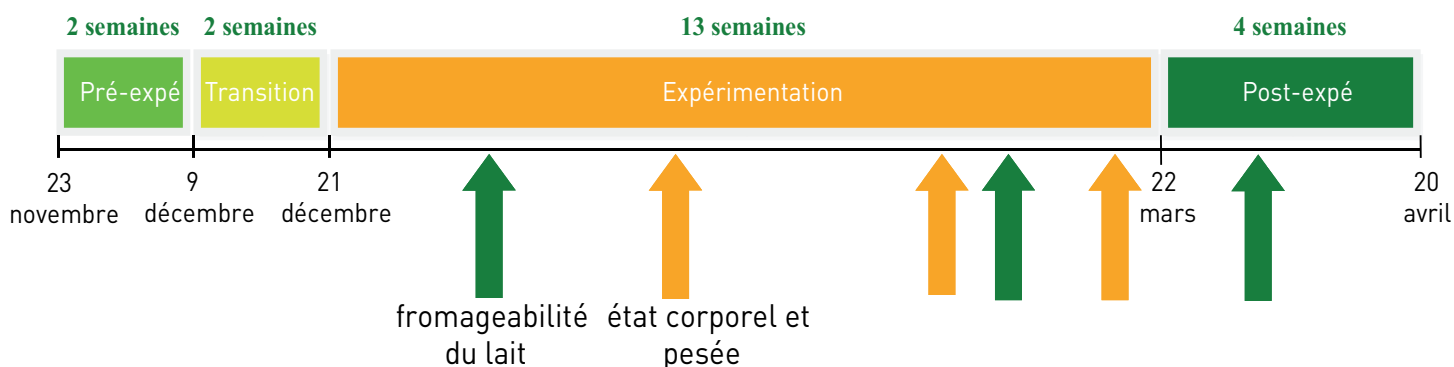 2 semaines 2 semaines 13 semaines 4 semaines
Pré-expé Transition Expérimentation Post-expé
23 9 21 22 20
novembre décembre décembre mars avril
fromageabilité état corporel et
du lait pesée